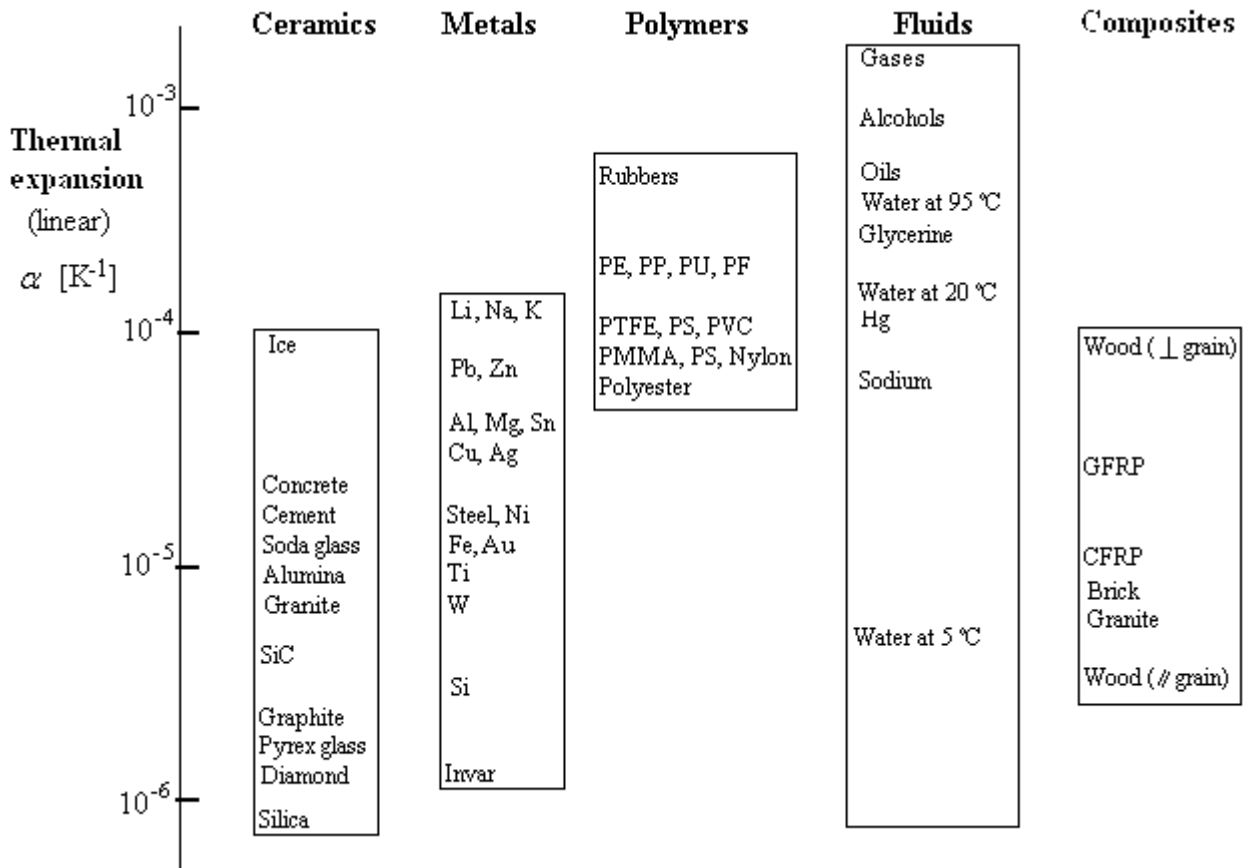 Ceramics
Metals
Polymers
Fluids
Composites
Thermal
expansion
(linear)
α [K⁻¹]
10⁻³
10⁻⁴
10⁻⁵
10⁻⁶
Ice
Concrete
Cement
Soda glass
Alumina
Granite
SiC
Graphite
Pyrex glass
Diamond
Silica
Li, Na, K
Pb, Zn
Al, Mg, Sn
Cu, Ag
Steel, Ni
Fe, Au
Ti
W
Si
Invar
Rubbers
PE, PP, PU, PF
PTFE, PS, PVC
PMMA, PS, Nylon
Polyester
Gases
Alcohols
Oils
Water at 95 ℃
Glycerine
Water at 20 ℃
Hg
Sodium
Water at 5 ℃
Wood (⊥ grain)
GFRP
CFRP
Brick
Granite
Wood (∥ grain)